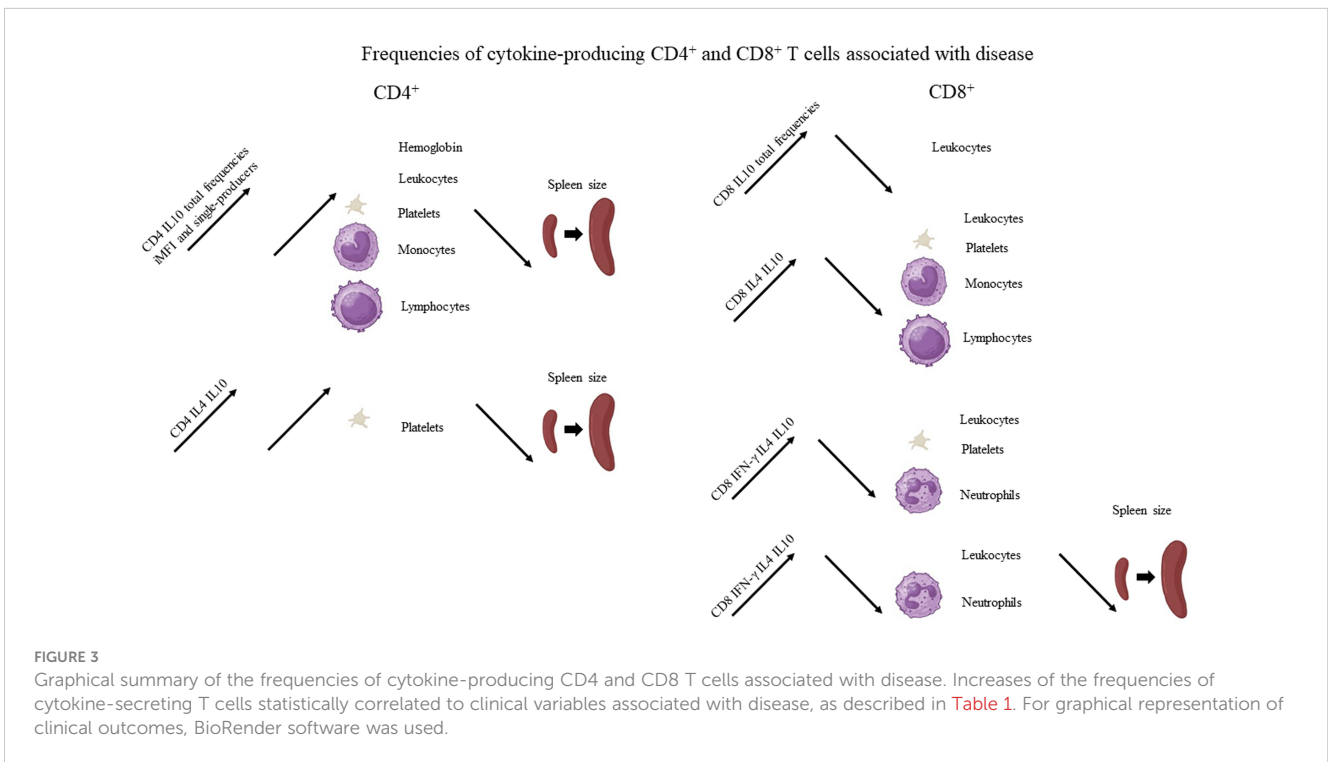 Frequencies of cytokine-producing CD4⁺ and CD8⁺ T cells associated with disease
CD4⁺
CD4 IL10 total frequencies
iMFI and single-producers
Hemoglobin
Leukocytes
Platelets
Monocytes
Lymphocytes
Spleen size
CD4 IL4 IL10
Platelets
Spleen size
CD8⁺
CD8 IL10 total frequencies
Leukocytes
CD8 IL4 IL10
Leukocytes
Platelets
Monocytes
Lymphocytes
CD8 IFN-γ IL4 IL10
Leukocytes
Platelets
Neutrophils
CD8 IFN-γ IL4 IL10
Leukocytes
Neutrophils
Spleen size
FIGURE 3
Graphical summary of the frequencies of cytokine-producing CD4 and CD8 T cells associated with disease. Increases of the frequencies of
cytokine-secreting T cells statistically correlated to clinical variables associated with disease, as described in Table 1. For graphical representation of
clinical outcomes, BioRender software was used.